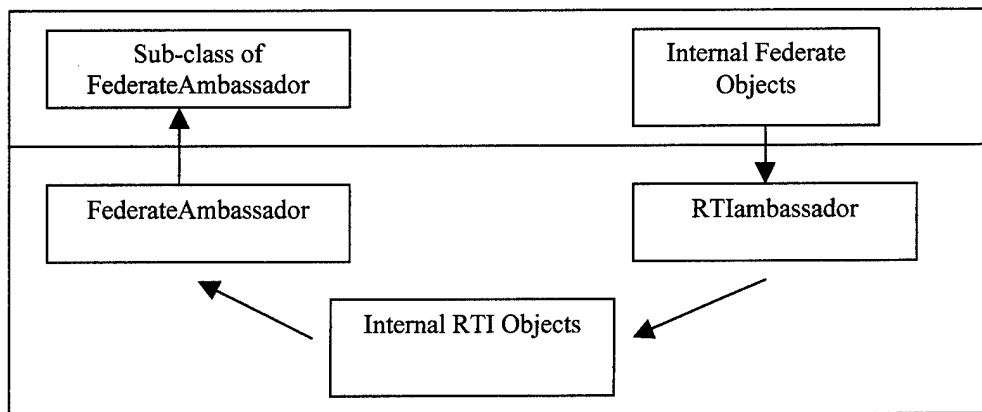 Sub-class of
FederateAmbassador
Internal Federate
Objects
FederateAmbassador
RTIambassador
Internal RTI Objects